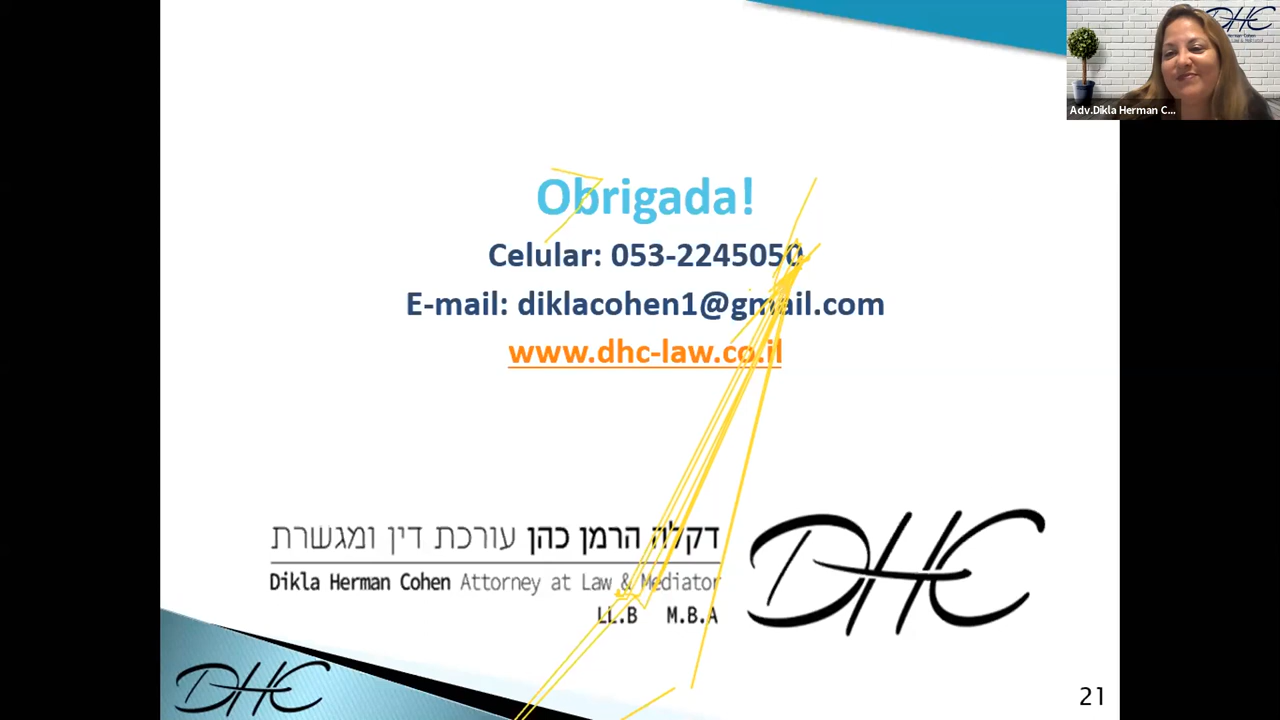 DHC
Adv.Dikla Herman C...
Obrigada!
Celular: 053-2245050
E-mail: diklacohen1@gmail.com
www.dhc-law.co.il
דקלה הרמן כהן עורכת דין ומגשרת
Dikla Herman Cohen Attorney at Law & Mediator
LL.B M.B.A
DHC
DHC
21